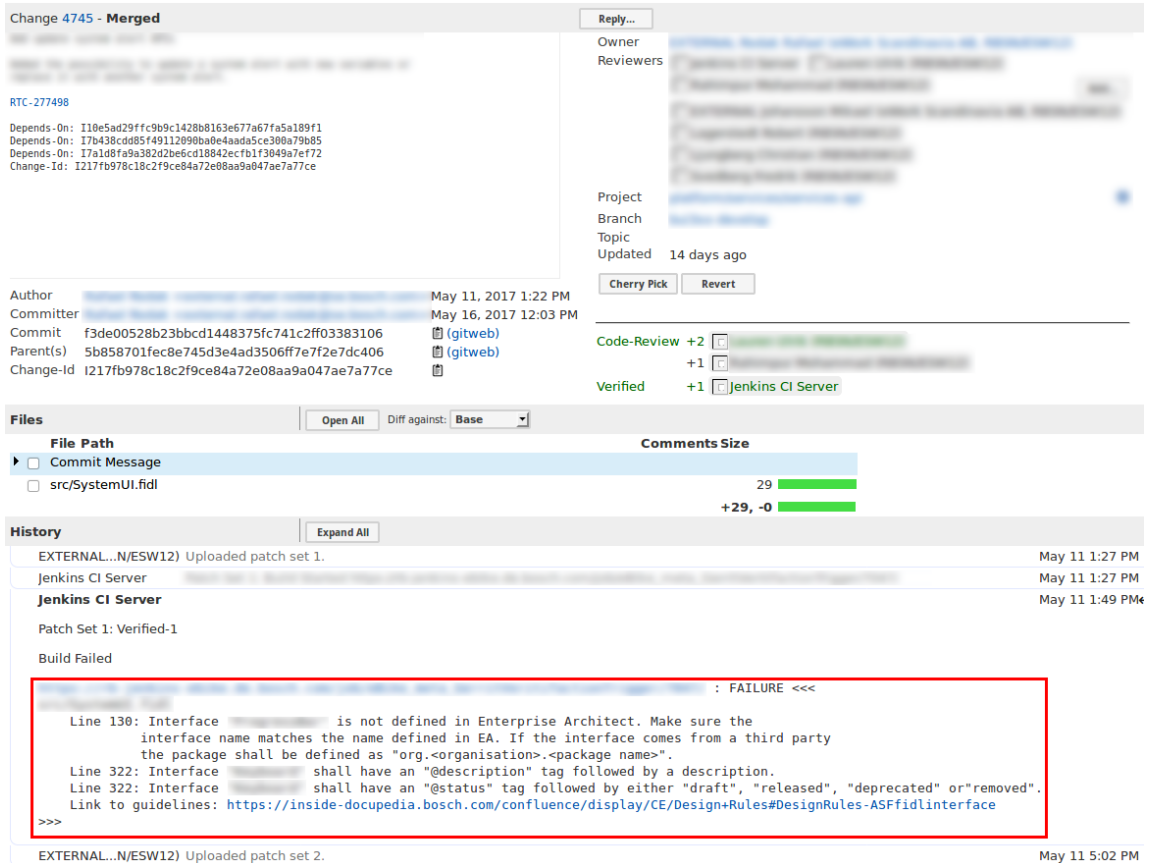 Change 4745 - Merged
Reply...
RTC-277498
Depends-On: I10e5ad29ffc9b9c1428b8163e677a67fa5a189f1
Depends-On: I7b438cdd85f49112090ba0e4aada5ce300a79b85
Depends-On: I7a1d8fa9a382d2be6cd18842ecfb1f3049a7ef72
Change-Id: I217fb978c18c2f9ce84a72e08aa9a047ae7a77ce
Owner
Reviewers
Project
Branch
Topic
Updated 14 days ago
Cherry Pick Revert
Author May 11, 2017 1:22 PM
Committer May 16, 2017 12:03 PM
Commit f3de00528b23bbcd1448375fc741c2ff03383106 (gitweb)
Parent(s) 5b858701fec8e745d3e4ad3506ff7e7f2e7dc406 (gitweb)
Change-Id I217fb978c18c2f9ce84a72e08aa9a047ae7a77ce
Code-Review +2
+1
Verified +1 Jenkins CI Server
Files Open All Diff against: Base
File Path Comments Size
Commit Message
src/SystemUI.fidl 29
+29, -0
History Expand All
EXTERNAL...N/ESW12) Uploaded patch set 1. May 11 1:27 PM
Jenkins CI Server May 11 1:27 PM
Jenkins CI Server May 11 1:49 PM
Patch Set 1: Verified-1
Build Failed
: FAILURE <<<
Line 130: Interface is not defined in Enterprise Architect. Make sure the
interface name matches the name defined in EA. If the interface comes from a third party
the package shall be defined as "org.<organisation>.<package name>".
Line 322: Interface shall have an "@description" tag followed by a description.
Line 322: Interface shall have an "@status" tag followed by either "draft", "released", "deprecated" or"removed".
Link to guidelines: https://inside-docupedia.bosch.com/confluence/display/CE/Design+Rules#DesignRules-ASFfidlinterface
>>>
EXTERNAL...N/ESW12) Uploaded patch set 2. May 11 5:02 PM